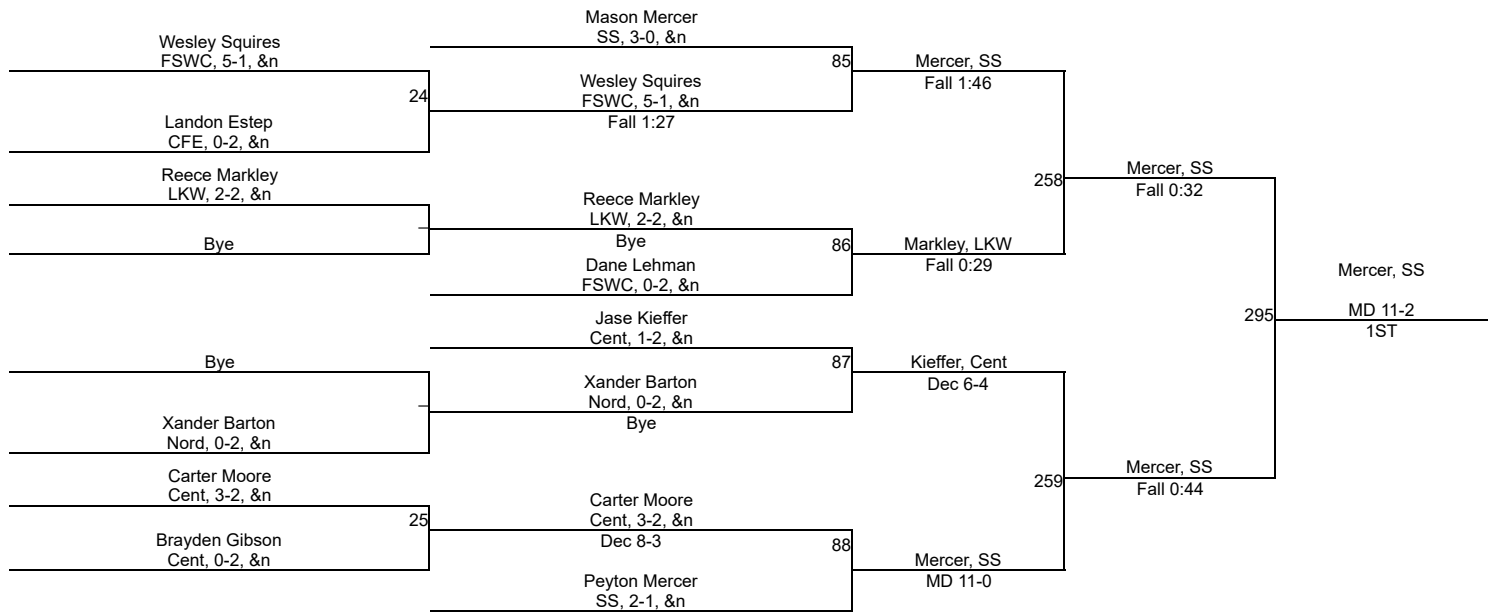 Wesley Squires
FSWC, 5-1, &n
24
Landon Estep
CFE, 0-2, &n
Reece Markley
LKW, 2-2, &n
Bye
Bye
Xander Barton
Nord, 0-2, &n
Carter Moore
Cent, 3-2, &n
25
Brayden Gibson
Cent, 0-2, &n
Mason Mercer
SS, 3-0, &n
85
Wesley Squires
FSWC, 5-1, &n
Fall 1:27
Reece Markley
LKW, 2-2, &n
Bye
86
Dane Lehman
FSWC, 0-2, &n
Jase Kieffer
Cent, 1-2, &n
87
Xander Barton
Nord, 0-2, &n
Bye
Carter Moore
Cent, 3-2, &n
Dec 8-3
88
Peyton Mercer
SS, 2-1, &n
Mercer, SS
Fall 1:46
258
Markley, LKW
Fall 0:29
Kieffer, Cent
Dec 6-4
259
Mercer, SS
MD 11-0
Mercer, SS
Fall 0:32
295
Mercer, SS
Fall 0:44
Mercer, SS
MD 11-2
1ST